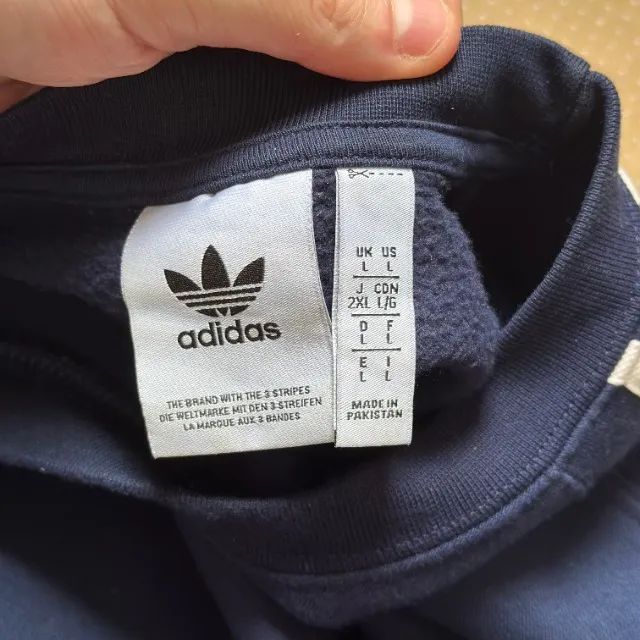 adidas
THE BRAND WITH THE 3 STRIPES
DIE WELTMARKE MIT DEN 3 STREIFEN
LA MARQUE AUX 3 BANDES
UK US
L L
J CDN
2XL L/G
D F
L L
E I
L L
MADE IN
PAKISTAN